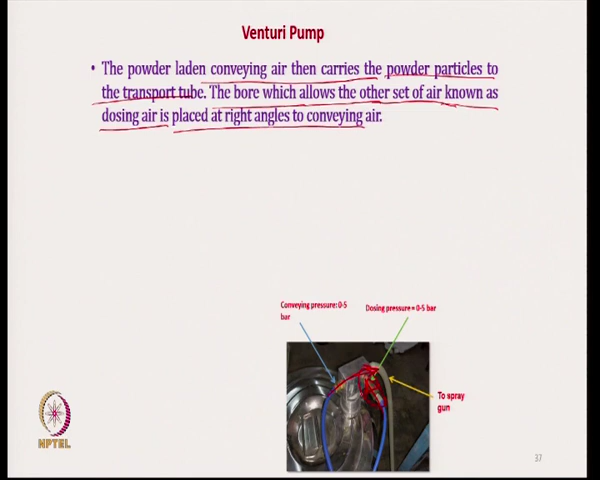 Venturi Pump
• The powder laden conveying air then carries the powder particles to
the transport tube. The bore which allows the other set of air known as
dosing air is placed at right angles to conveying air.
Conveying pressure: 0-5
bar
Dosing pressure = 0-5 bar
To spray
gun
NPTEL
37